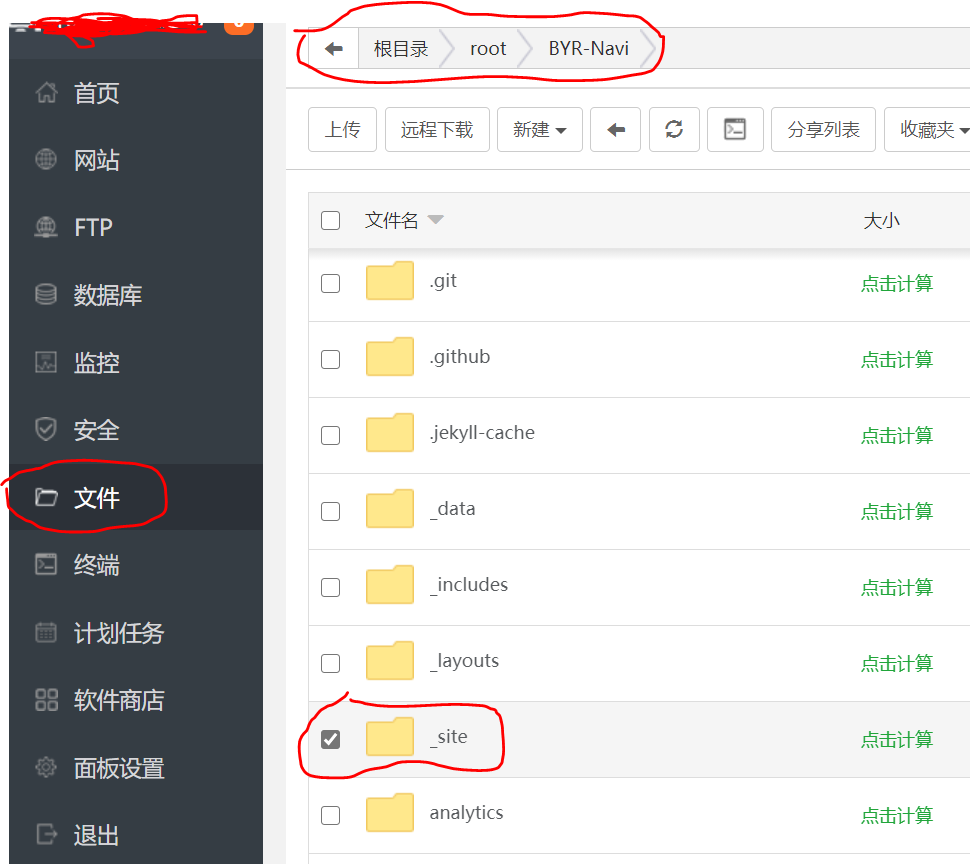 首页
网站
FTP
数据库
监控
安全
文件
终端
计划任务
软件商店
面板设置
退出
根目录 root BYR-Navi
上传 远程下载 新建 分享列表 收藏夹
文件名 大小
.git 点击计算
.github 点击计算
.jekyll-cache 点击计算
_data 点击计算
_includes 点击计算
_layouts 点击计算
_site 点击计算
analytics 点击计算